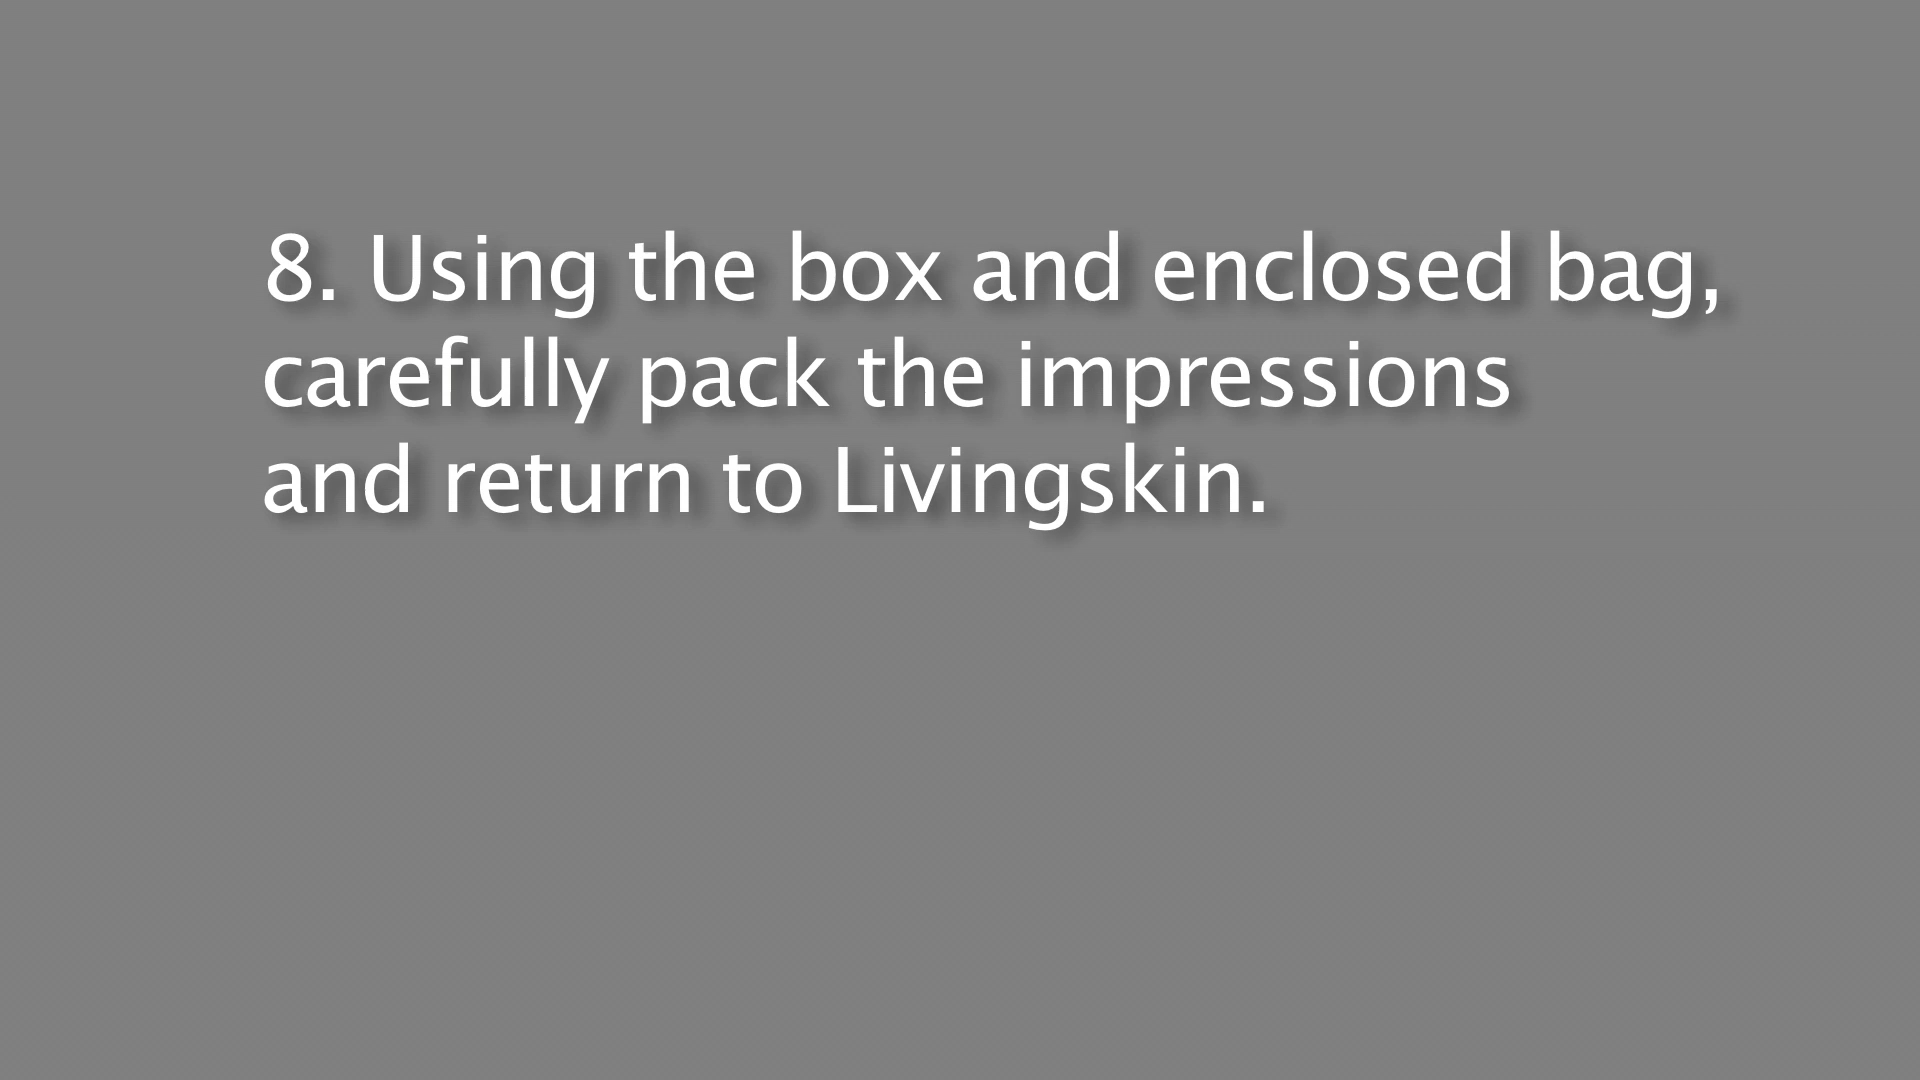 8. Using the box and enclosed bag,
carefully pack the impressions
and return to Livingskin.